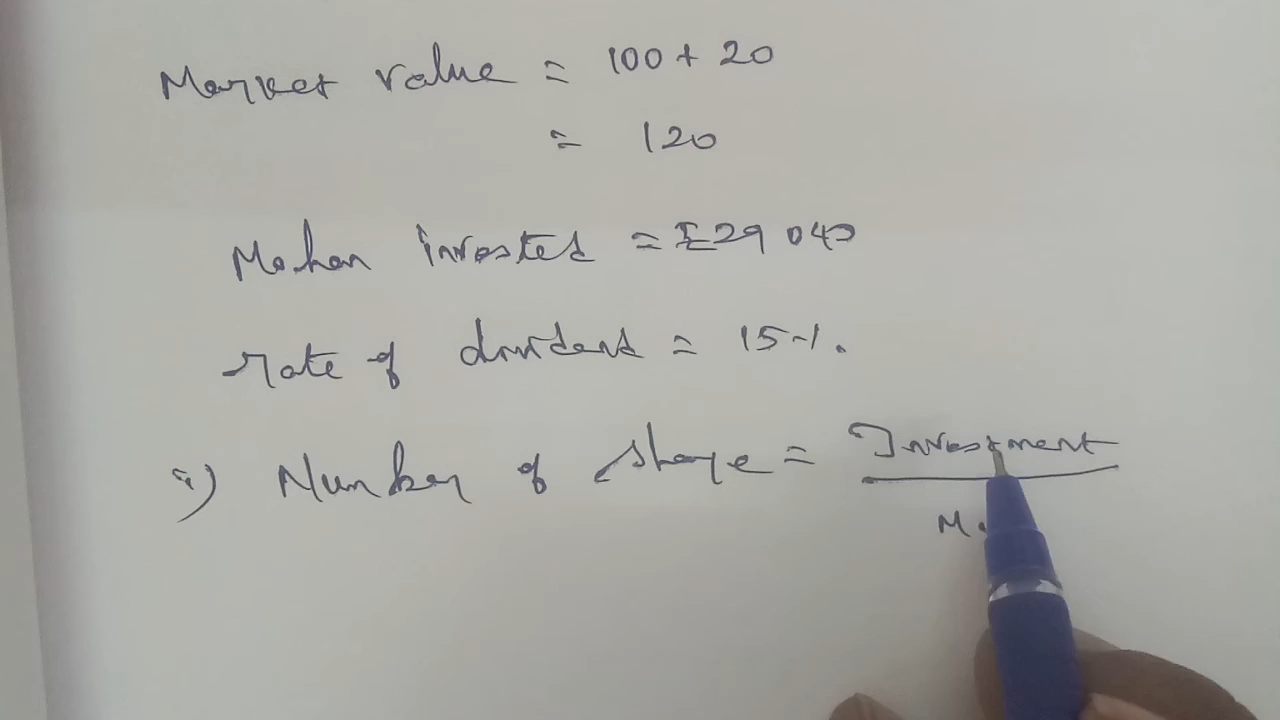 Market value = 100 + 20
= 120
Mohan invested = ₹29 040
rate of dividend = 15%.
i) Number of share = Investment
M.